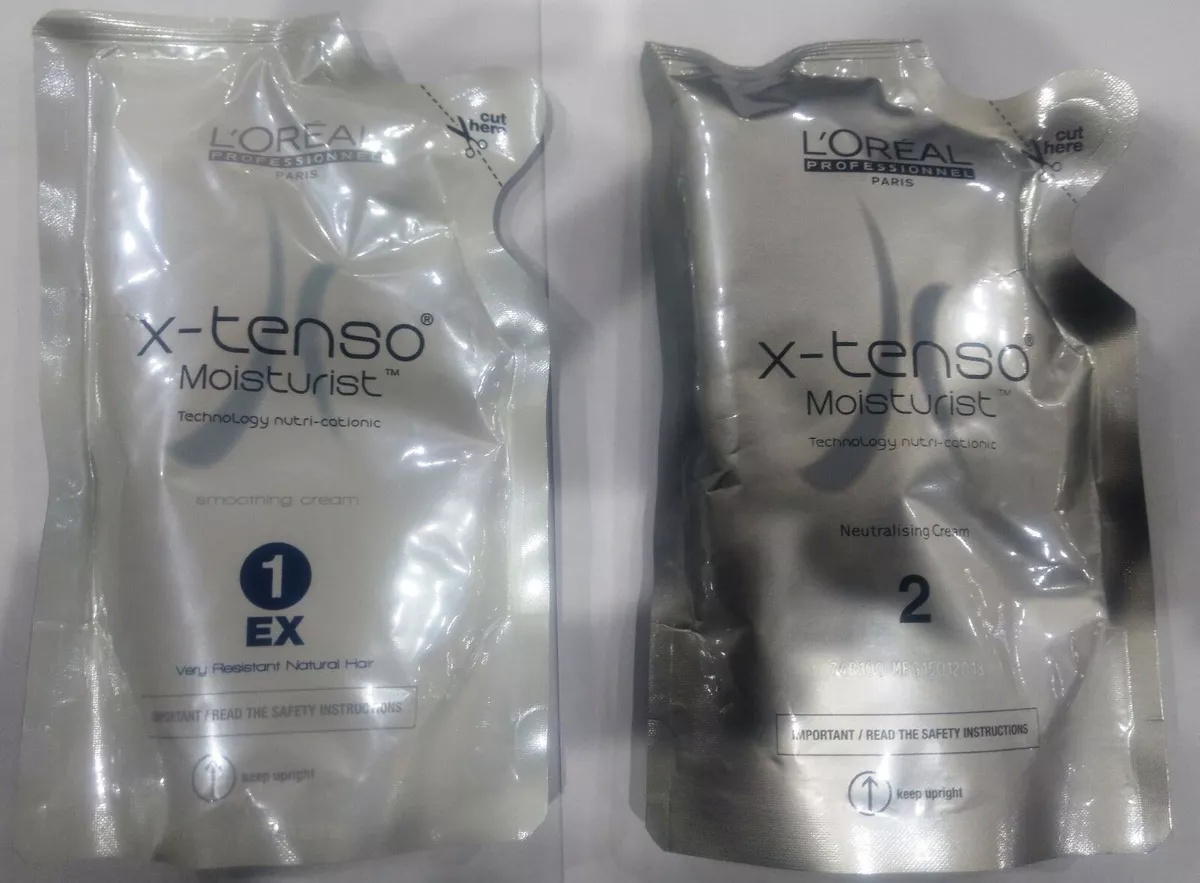 cut
here
L'ORÉAL
PROFESSIONNEL
PARIS
x-tenso®
Moisturist™
Technology nutri-cationic
smoothing cream
1
EX
Very Resistant Natural Hair
IMPORTANT / READ THE SAFETY INSTRUCTIONS
keep upright
cut
here
L'ORÉAL
PROFESSIONNEL
PARIS
x-tenso®
Moisturist™
Technology nutri-cationic
Neutralising Cream
2
IMPORTANT / READ THE SAFETY INSTRUCTIONS
keep upright